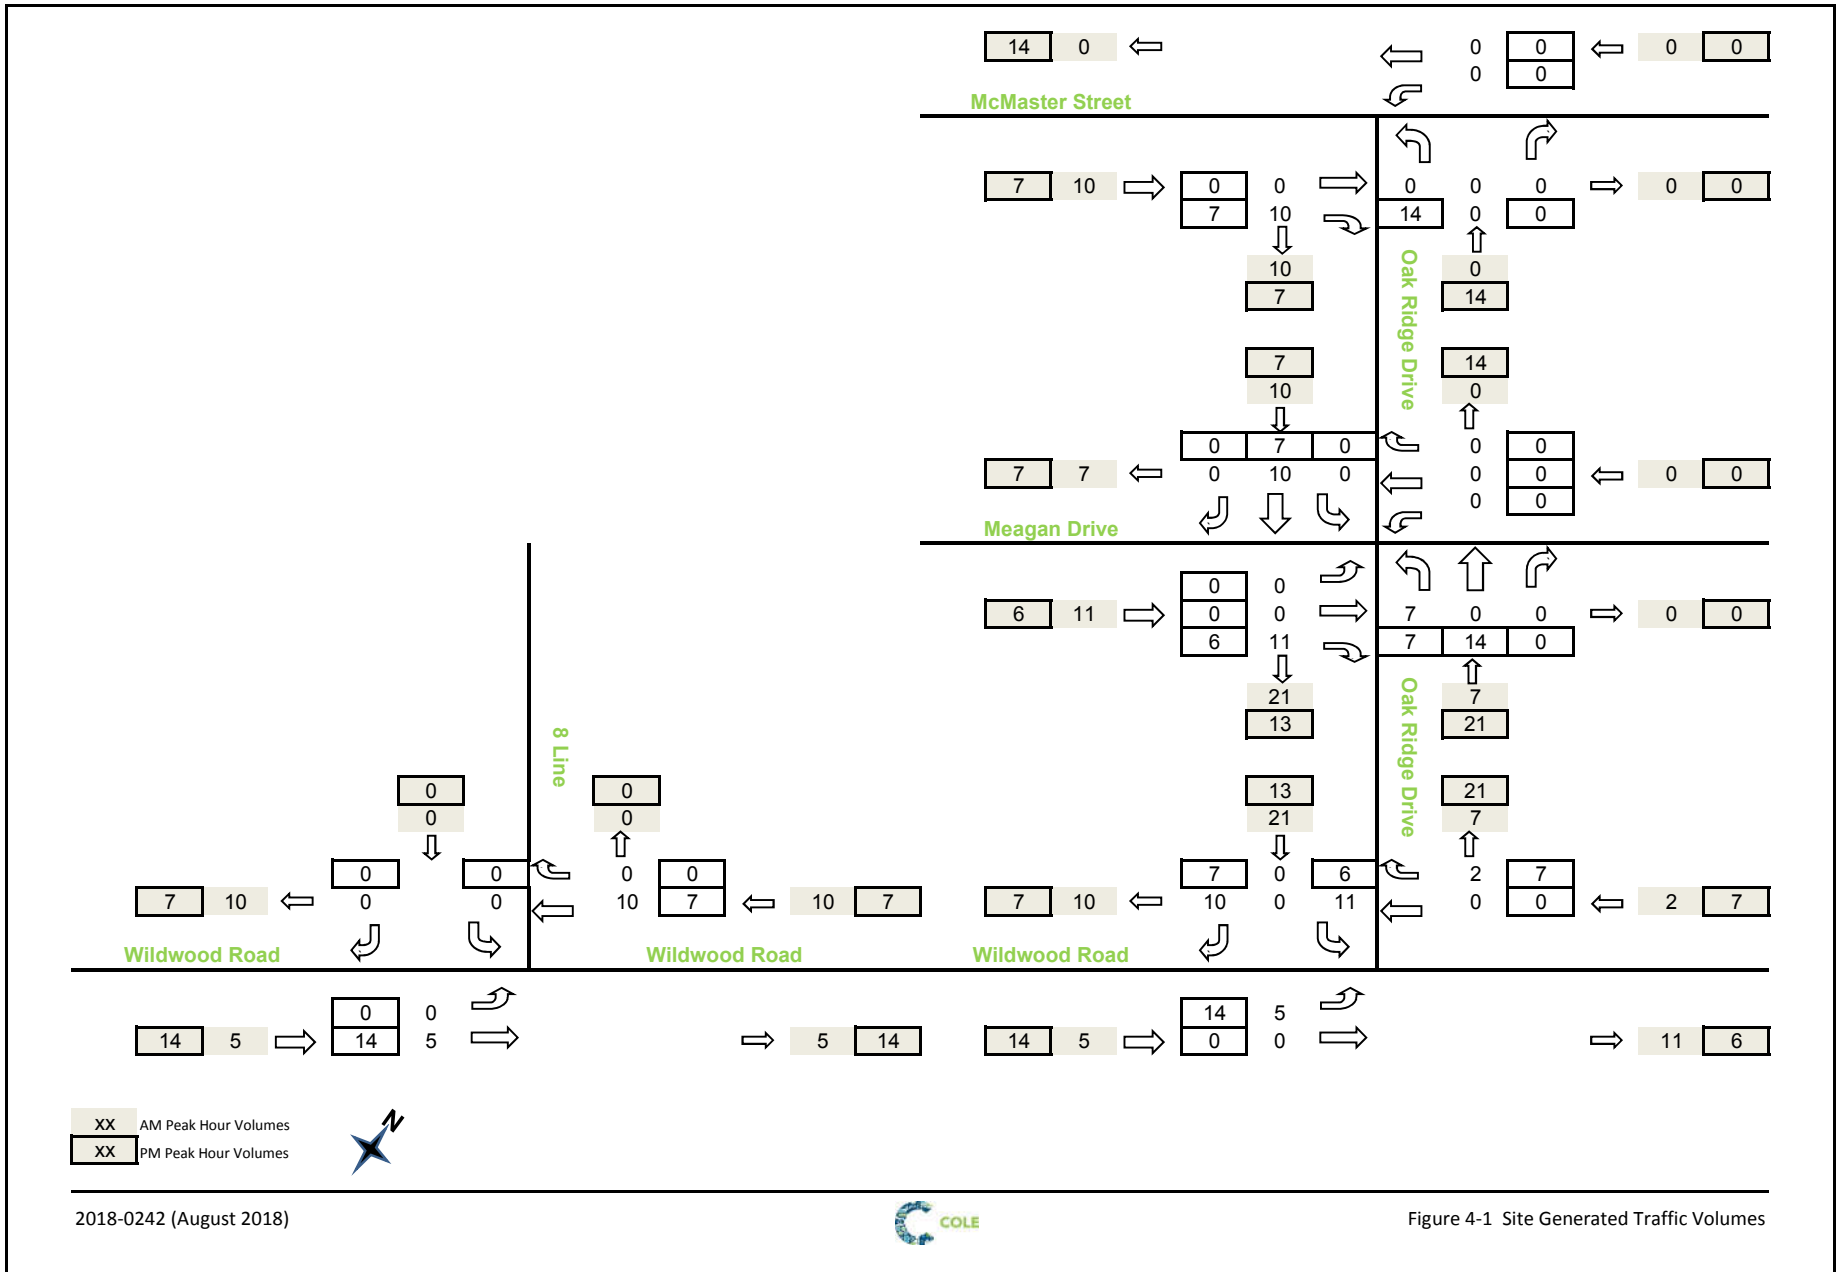 14 0 0 0 0 0
0 0
McMaster Street
7 10 0 0 0 0 0 0 0
7 10 14 0 0
10 0
7 14
Oak Ridge Drive
7 14
10 0
0 7 0 0 0
7 7 0 10 0 0 0 0 0
0 0
Meagan Drive
0 0
6 11 0 0 7 0 0 0 0
6 11 7 14 0
21 7
13 21
Oak Ridge Drive
8 Line
0 0 13 21
0 0 21 7
0 0 0 0 7 0 6 2 7
7 10 0 0 10 7 10 7 7 10 10 0 11 0 0 2 7
Wildwood Road Wildwood Road Wildwood Road
0 0 14 5
14 5 14 5 5 14 14 5 0 0 11 6
XX AM Peak Hour Volumes
XX PM Peak Hour Volumes
N
2018-0242 (August 2018) COLE Figure 4-1 Site Generated Traffic Volumes